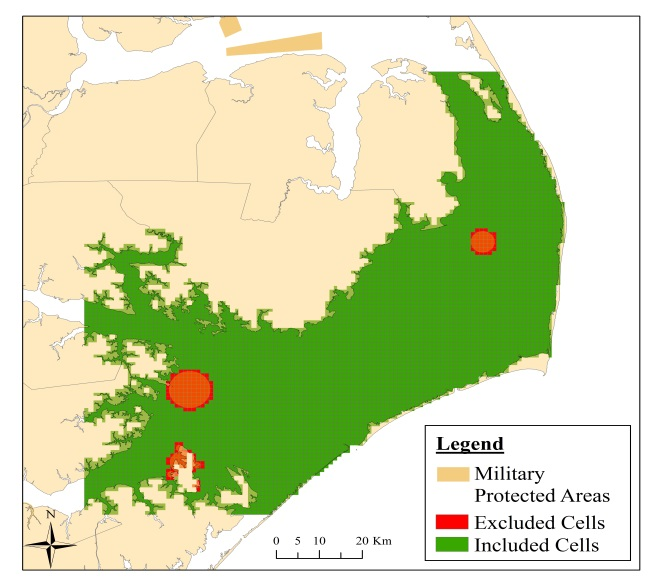 Legend
Military
Protected Areas
Excluded Cells
Included Cells
N
0 5 10 20 Km